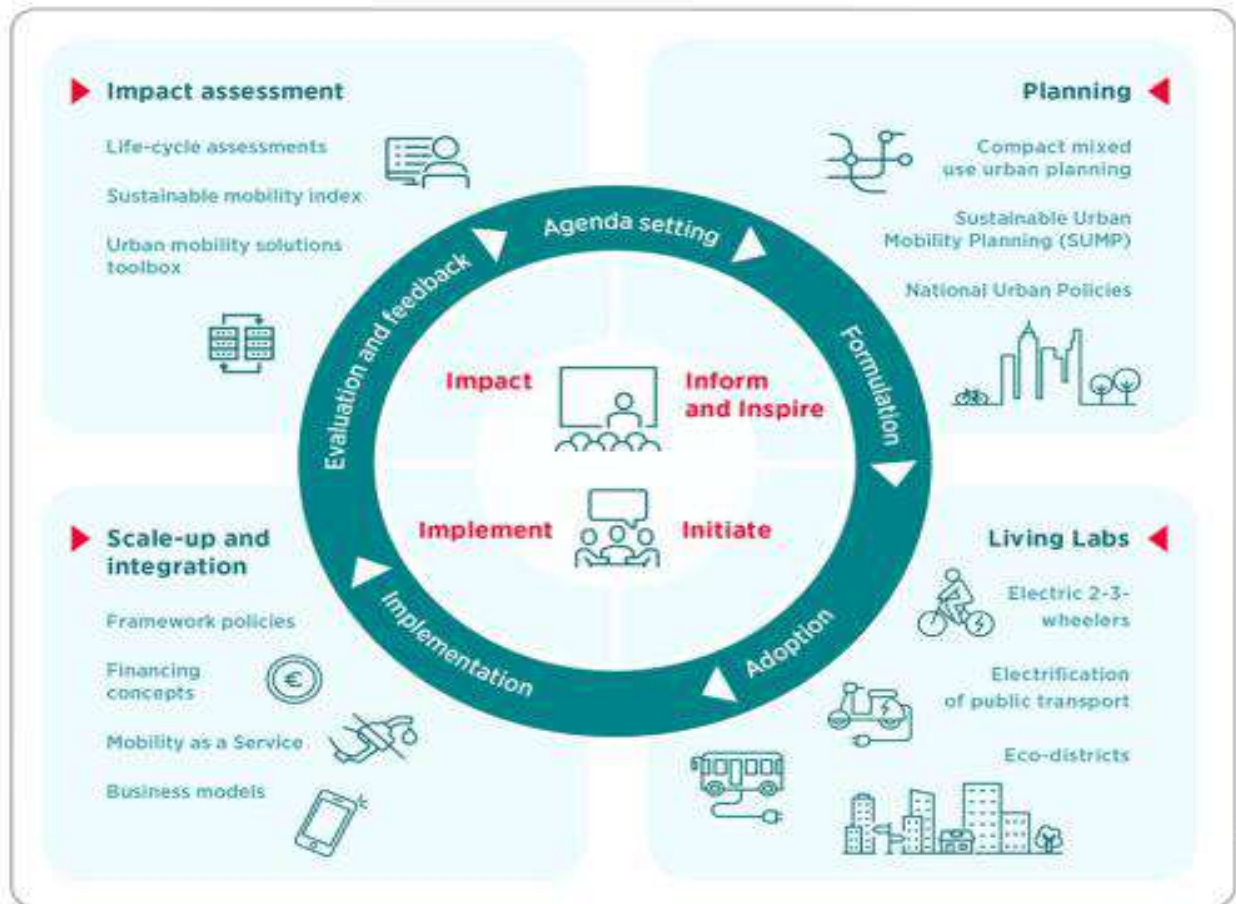 Impact assessment
Life-cycle assessments
Sustainable mobility index
Urban mobility solutions
toolbox
Planning
Compact mixed
use urban planning
Sustainable Urban
Mobility Planning (SUMP)
National Urban Policies
Agenda setting
Formulation
Adoption
Implementation
Evaluation and feedback
Impact
Inform
and Inspire
Implement
Initiate
Scale-up and
integration
Framework policies
Financing
concepts
€
Mobility as a Service
Business models
Living Labs
Electric 2-3-
wheelers
Electrification
of public transport
Eco-districts